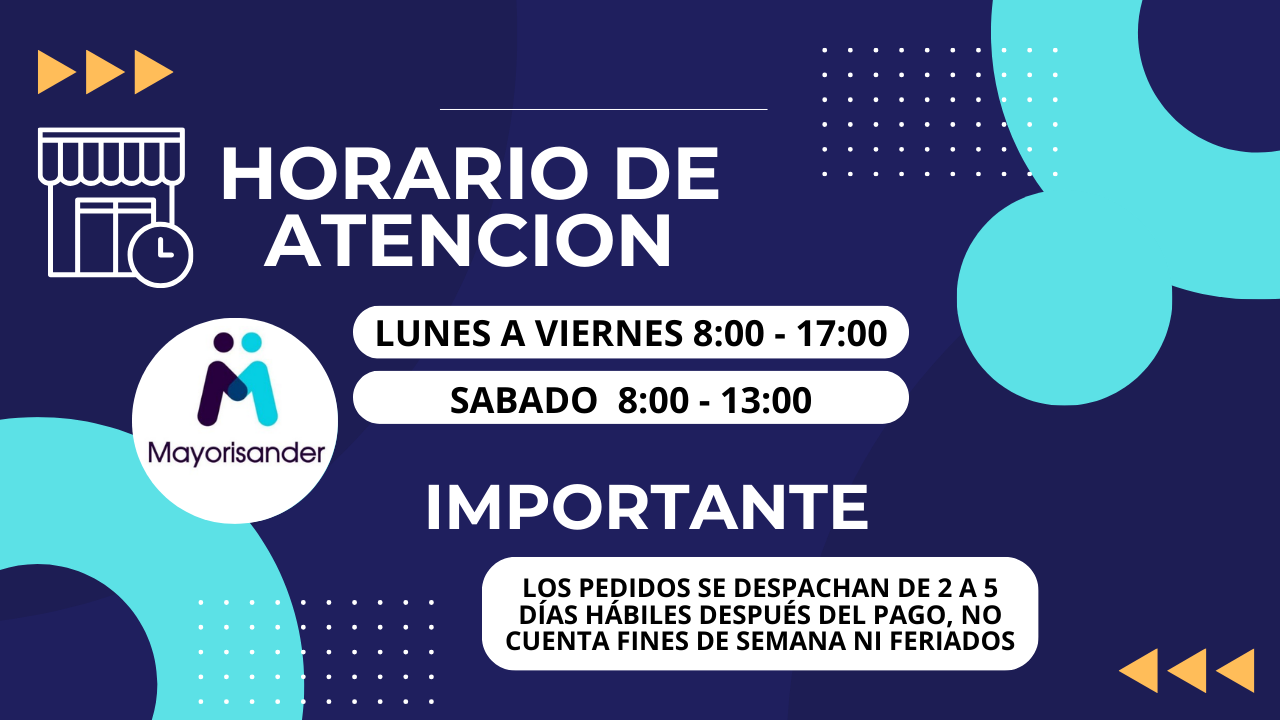 HORARIO DE
ATENCION
LUNES A VIERNES 8:00 - 17:00
SABADO  8:00 - 13:00
Mayorisander
IMPORTANTE
LOS PEDIDOS SE DESPACHAN DE 2 A 5
DÍAS HÁBILES DESPUÉS DEL PAGO, NO
CUENTA FINES DE SEMANA NI FERIADOS